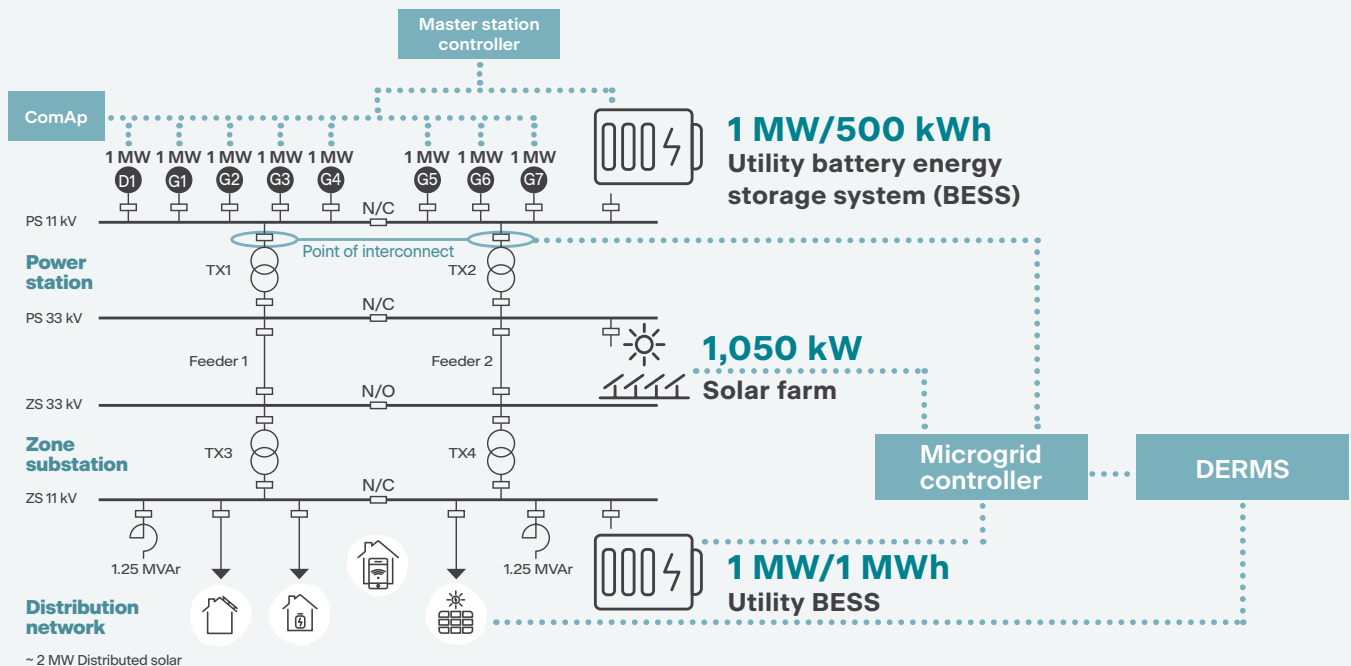 Master station
controller
ComAp
1 MW 1 MW 1 MW 1 MW 1 MW 1 MW 1 MW 1 MW
D1 G1 G2 G3 G4 G5 G6 G7
1 MW/500 kWh
Utility battery energy
storage system (BESS)
N/C
PS 11 kV
Point of interconnect
Power
station
TX1 TX2
N/C
PS 33 kV
1,050 kW
Solar farm
Feeder 1 Feeder 2
N/O
ZS 33 kV
Zone
substation
TX3 TX4
Microgrid
controller
DERMS
N/C
ZS 11 kV
1.25 MVAr 1.25 MVAr
1 MW/1 MWh
Utility BESS
Distribution
network
~ 2 MW Distributed solar